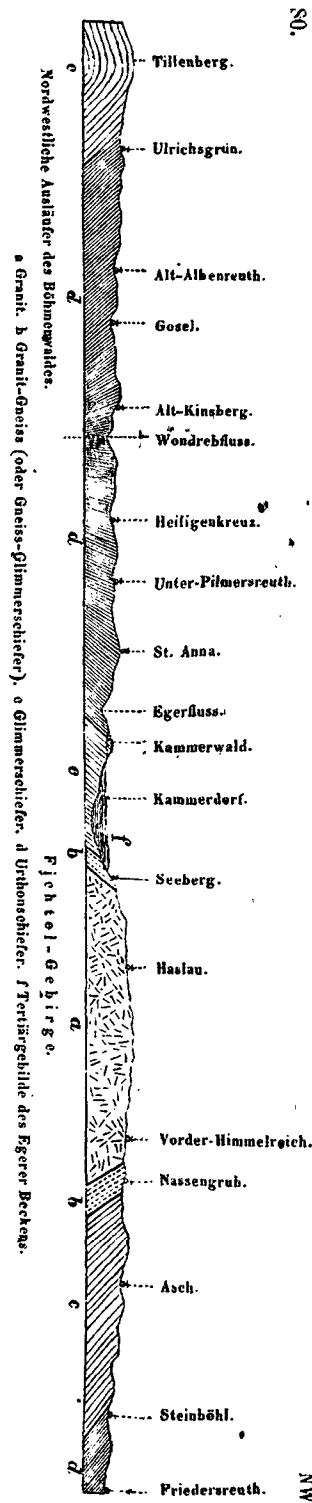 SO.
NW
Tillenberg.
Ulrichsgrün.
Alt-Albenreuth.
Gosel.
Alt-Kinsberg.
Wondrebfluss.
Heiligenkreuz.
Unter-Pilmersreuth.
St. Anna.
Egerfluss.
Kammerwald.
Kammerdorf.
Seeberg.
Haslau.
Vorder-Himmelreich.
Nassengrub.
Asch.
Steinböhl.
Friedersreuth.
c
d
d
c
f
b
a
b
c
d
Nordwestliche Ausläufer des Böhmerwaldes.
Fichtel-Gebirge.
a Granit. b Granit-Gneiss (oder Gneiss-Glimmerschiefer). c Glimmerschiefer. d Urthonschiefer. f Tertiärgebilde des Egerer Beckens.